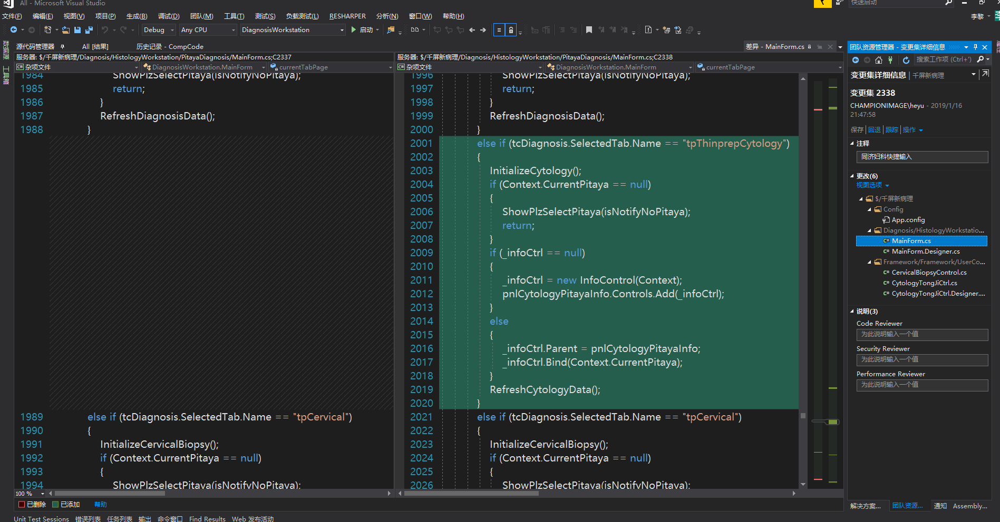 All - Microsoft Visual Studio
快速启动
文件(F) 编辑(E) 视图(V) 项目(P) 生成(B) 调试(D) 团队(M) 工具(T) 测试(S) 负载测试(L) RESHARPER 分析(N) 窗口(W) 帮助(H)
李黎
Debug Any CPU DiagnosisWorkstation 启动
数据源
工具箱
源代码管理器 All [结果] 历史记录 - CompCode 差异 - MainForm.cs
服务器: $/千屏新病理/Diagnosis/HistologyWorkstation/PitayaDiagnosis/MainForm.cs;C2337
杂项文件 DiagnosisWorkstation.MainForm currentTabPage
1984 ShowPlzSelectPitaya(isNotifyNoPitaya);
1985 return;
1986 }
1987 RefreshDiagnosisData();
1988 }
1989 else if (tcDiagnosis.SelectedTab.Name == "tpCervical")
1990 {
1991 InitializeCervicalBiopsy();
1992 if (Context.CurrentPitaya == null)
1993 {
1994 ShowPlzSelectPitaya(isNotifyNoPitaya);
服务器: $/千屏新病理/Diagnosis/HistologyWorkstation/PitayaDiagnosis/MainForm.cs;C2338
杂项文件 DiagnosisWorkstation.MainForm currentTabPage
1996 ShowPlzSelectPitaya(isNotifyNoPitaya);
1997 return;
1998 }
1999 RefreshDiagnosisData();
2000 }
2001 else if (tcDiagnosis.SelectedTab.Name == "tpThinprepCytology")
2002 {
2003 InitializeCytology();
2004 if (Context.CurrentPitaya == null)
2005 {
2006 ShowPlzSelectPitaya(isNotifyNoPitaya);
2007 return;
2008 }
2009 if (_infoCtrl == null)
2010 {
2011 _infoCtrl = new InfoControl(Context);
2012 pnlCytologyPitayaInfo.Controls.Add(_infoCtrl);
2013 }
2014 else
2015 {
2016 _infoCtrl.Parent = pnlCytologyPitayaInfo;
2017 _infoCtrl.Bind(Context.CurrentPitaya);
2018 }
2019 RefreshCytologyData();
2020 }
2021 else if (tcDiagnosis.SelectedTab.Name == "tpCervical")
2022 {
2023 InitializeCervicalBiopsy();
2024 if (Context.CurrentPitaya == null)
2025 {
2026 ShowPlzSelectPitaya(isNotifyNoPitaya);
100 %
已删除 已添加 帮助
团队资源管理器 - 变更集详细信息
搜索工作项 (Ctrl+')
变更集详细信息 | 千屏新病理
变更集 2338
CHAMPIONIMAGE\heyu - 2019/1/16
21:47:58
保存 | 回退 | 跟踪 | 操作
注释
同济妇科快捷输入
更改(6)
视图选项
$/千屏新病理
Config
App.config
Diagnosis/HistologyWorkstatio...
MainForm.cs
MainForm.Designer.cs
Framework/Framework/UserCo...
CervicalBiopsyControl.cs
CytologyTongJiCtrl.cs
CytologyTongJiCtrl.Designer....
说明(3)
Code Reviewer
为此说明输入一个值
Security Reviewer
为此说明输入一个值
Performance Reviewer
为此说明输入一个值
解决方案... 团队资源... 通知 Assembly...
Unit Test Sessions 错误列表 任务列表 输出 命令窗口 Find Results Web 发布活动